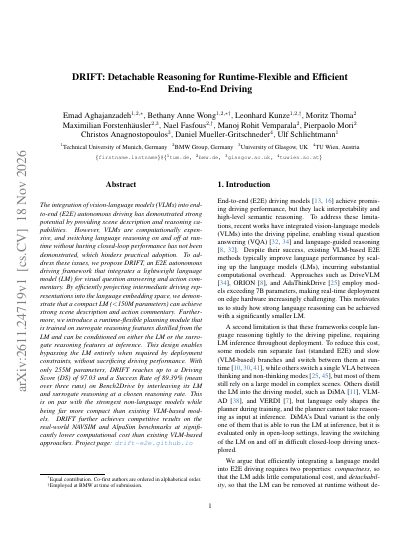 DRIFT: Detachable Reasoning for Runtime-Flexible and Efficient
End-to-End Driving
Emad Aghajanzadeh1,2,*, Bethany Anne Wong1,2,*†, Leonhard Kunze1,2,†, Moritz Thoma2
Maximilian Forstenhäusler2,3, Nael Fasfous2,†, Manoj Rohit Vemparala2, Pierpaolo Mori2
Christos Anagnostopoulos3, Daniel Mueller-Gritschneder4, Ulf Schlichtmann1
1Technical University of Munich, Germany 2BMW Group, Germany 3University of Glasgow, UK 4TU Wien, Austria
{firstname.lastname}@{1tum.de, 2bmw.de, 3glasgow.ac.uk, 4tuwien.ac.at}
arXiv:2611.24719v1 [cs.CV] 18 Nov 2026
Abstract
The integration of vision-language models (VLMs) into end-
to-end (E2E) autonomous driving has demonstrated strong
potential by providing scene description and reasoning ca-
pabilities. However, VLMs are computationally expen-
sive, and switching language reasoning on and off at run-
time without hurting closed-loop performance has not been
demonstrated, which hinders practical adoption. To ad-
dress these issues, we propose DRIFT, an E2E autonomous
driving framework that integrates a lightweight language
model (LM) for visual question answering and action com-
mentary. By efficiently projecting intermediate driving rep-
resentations into the language embedding space, we demon-
strate that a compact LM (< 150M parameters) can achieve
strong scene description and action commentary. Further-
more, we introduce a runtime-flexible planning module that
is trained on surrogate reasoning features distilled from the
LM and can be conditioned on either the LM or the surro-
gate reasoning features at inference. This design enables
bypassing the LM entirely when required by deployment
constraints, without sacrificing driving performance. With
only 255M parameters, DRIFT reaches up to a Driving
Score (DS) of 97.03 and a Success Rate of 89.39% (mean
over three runs) on Bench2Drive by interleaving its LM
and surrogate reasoning at a chosen reasoning rate. This
is on par with the strongest non-language models while
being far more compact than existing VLM-based mod-
els. DRIFT further achieves competitive results on the
real-world NAVSIM and AlpaSim benchmarks at signifi-
cantly lower computational cost than existing VLM-based
approaches. Project page: drift-e2e.github.io
*Equal contribution. Co-first authors are ordered in alphabetical order.
†Employed at BMW at time of submission.
1. Introduction
End-to-end (E2E) driving models [13, 16] achieve promis-
ing driving performance, but they lack interpretability and
high-level semantic reasoning. To address these limita-
tions, recent works have integrated vision-language models
(VLMs) into the driving pipeline, enabling visual question
answering (VQA) [32, 34] and language-guided reasoning
[8, 32]. Despite their success, existing VLM-based E2E
methods typically improve language performance by scal-
ing up the language models (LMs), incurring substantial
computational overhead. Approaches such as DriveVLM
[34], ORION [8], and AdaThinkDrive [25] employ mod-
els exceeding 7B parameters, making real-time deployment
on edge hardware increasingly challenging. This motivates
us to study how strong language reasoning can be achieved
with a significantly smaller LM.
A second limitation is that these frameworks couple lan-
guage reasoning tightly to the driving pipeline, requiring
LM inference throughout deployment. To reduce this cost,
some models run separate fast (standard E2E) and slow
(VLM-based) branches and switch between them at run-
time [10, 30, 41], while others switch a single VLA between
thinking and non-thinking modes [25, 45], but most of them
still rely on a large model in complex scenes. Others distill
the LM into the driving model, such as DiMA [11], VLM-
AD [38], and VERDI [7], but language only shapes the
planner during training, and the planner cannot take reason-
ing as input at inference. DiMA's Dual variant is the only
one of them that is able to run the LM at inference, but it is
evaluated only in open-loop settings, leaving the switching
of the LM on and off in difficult closed-loop driving unex-
plored.
We argue that efficiently integrating a language model
into E2E driving requires two properties: compactness, so
that the LM adds little computational cost, and detachabil-
ity, so that the LM can be removed at runtime without de-
1